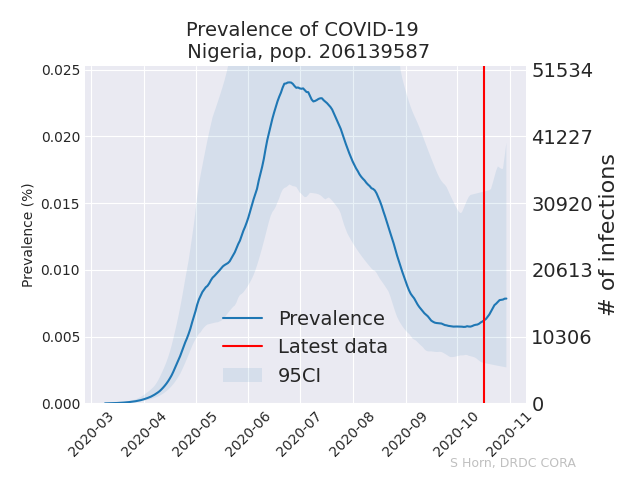 Prevalence of COVID-19
Nigeria, pop. 206139587
0.025
0.020
0.015
0.010
0.005
0.000
Prevalence (%)
51534
41227
30920
20613
10306
0
# of infections
Prevalence
Latest data
95CI
2020-03
2020-04
2020-05
2020-06
2020-07
2020-08
2020-09
2020-10
2020-11
S Horn, DRDC CORA